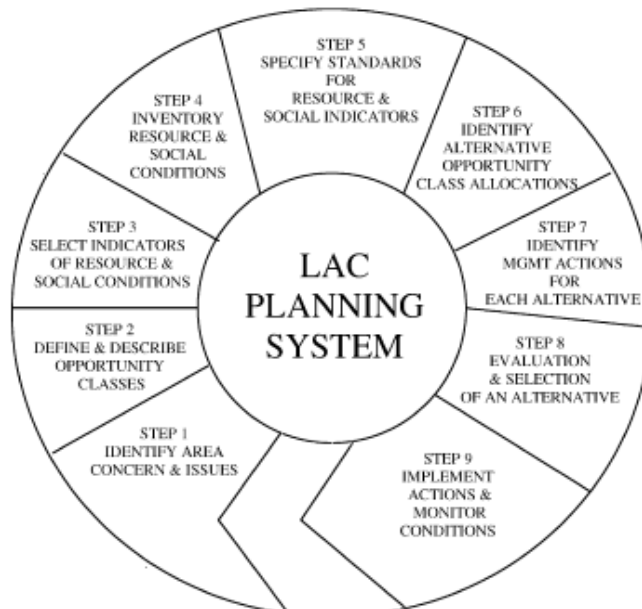 STEP 1
IDENTIFY AREA
CONCERN & ISSUES
STEP 2
DEFINE & DESCRIBE
OPPORTUNITY
CLASSES
STEP 3
SELECT INDICATORS
OF RESOURCE &
SOCIAL CONDITIONS
STEP 4
INVENTORY
RESOURCE &
SOCIAL
CONDITIONS
STEP 5
SPECIFY STANDARDS
FOR
RESOURCE &
SOCIAL INDICATORS
STEP 6
IDENTIFY
ALTERNATIVE
OPPORTUNITY
CLASS ALLOCATIONS
STEP 7
IDENTIFY
MGMT ACTIONS
FOR
EACH ALTERNATIVE
STEP 8
EVALUATION
& SELECTION
OF AN ALTERNATIVE
STEP 9
IMPLEMENT
ACTIONS &
MONITOR
CONDITIONS
LAC
PLANNING
SYSTEM